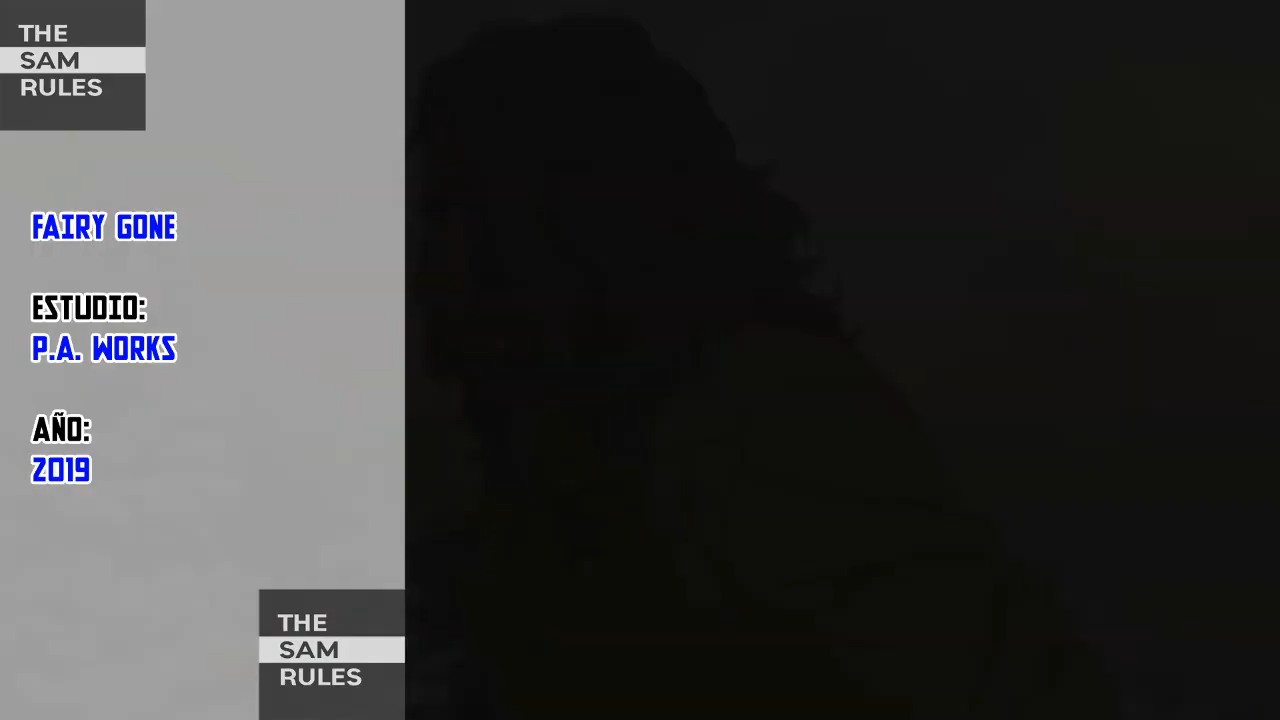 THE
SAM
RULES
FAIRY GONE
ESTUDIO:
P.A. WORKS
AÑO:
2019
THE
SAM
RULES